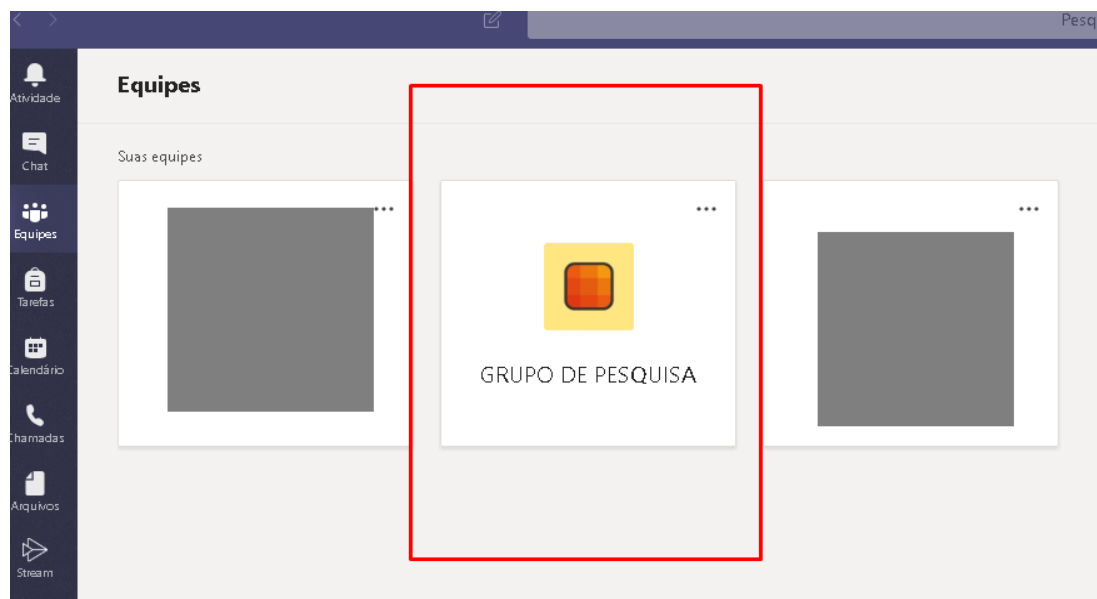 Pesq
Atividade
Chat
Equipes
Tarefas
Calendário
Chamadas
Arquivos
Stream
Equipes
Suas equipes
GRUPO DE PESQUISA